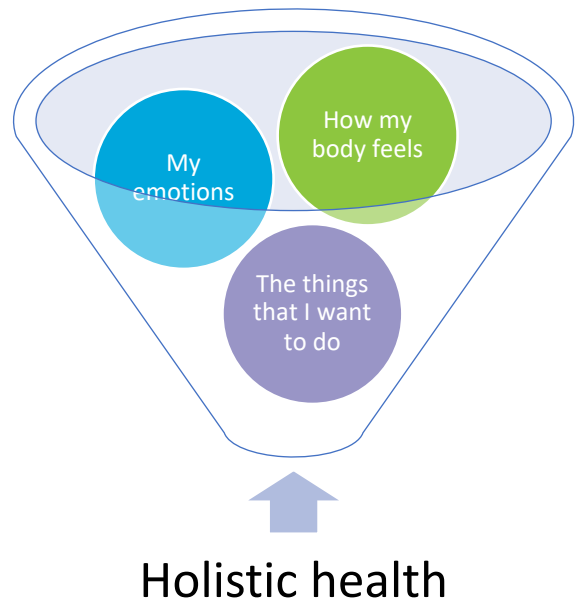 My
emotions
How my
body feels
The things
that I want
to do
Holistic health